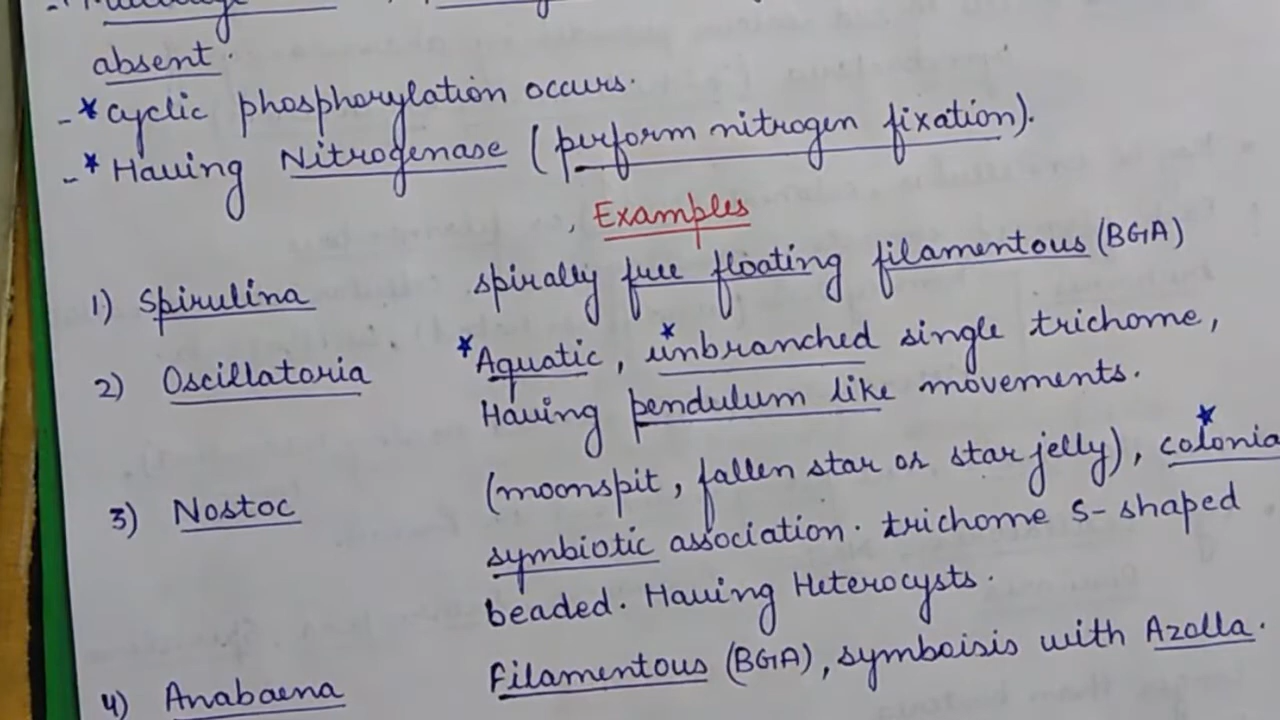 absent.
- * cyclic phosphorylation occurs.
- * Having Nitrogenase (perform nitrogen fixation).
Examples
1) Spirulina spirally free floating filamentous (BGA)
2) Oscillatoria *Aquatic, *unbranched single trichome,
Having pendulum like movements.
3) Nostoc (moonspit, fallen star or star jelly), *colonia
symbiotic association. trichome S-shaped
beaded. Having Heterocysts.
4) Anabaena Filamentous (BGA), symboisis with Azolla.